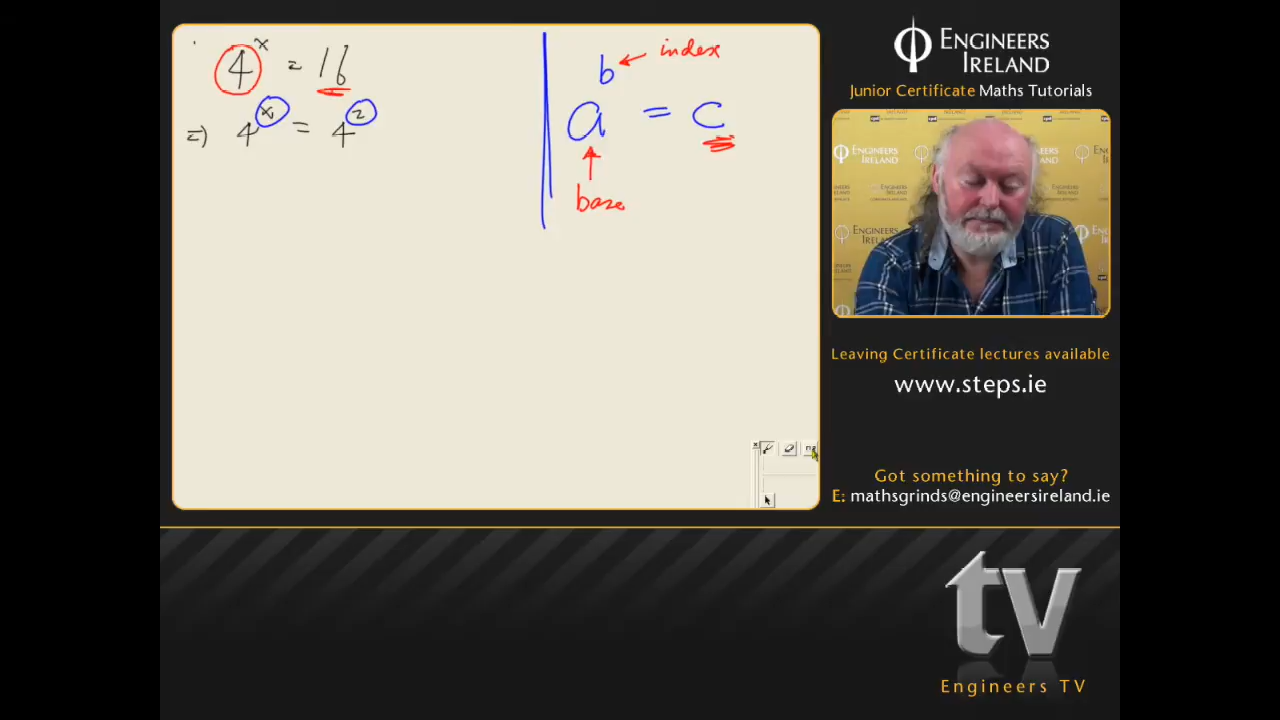 4^x = 16
=> 4^x = 4^2
a^b = c
index
base
ENGINEERS
IRELAND
Junior Certificate Maths Tutorials
Leaving Certificate lectures available
www.steps.ie
Got something to say?
E: mathsgrinds@engineersireland.ie
tv
Engineers TV